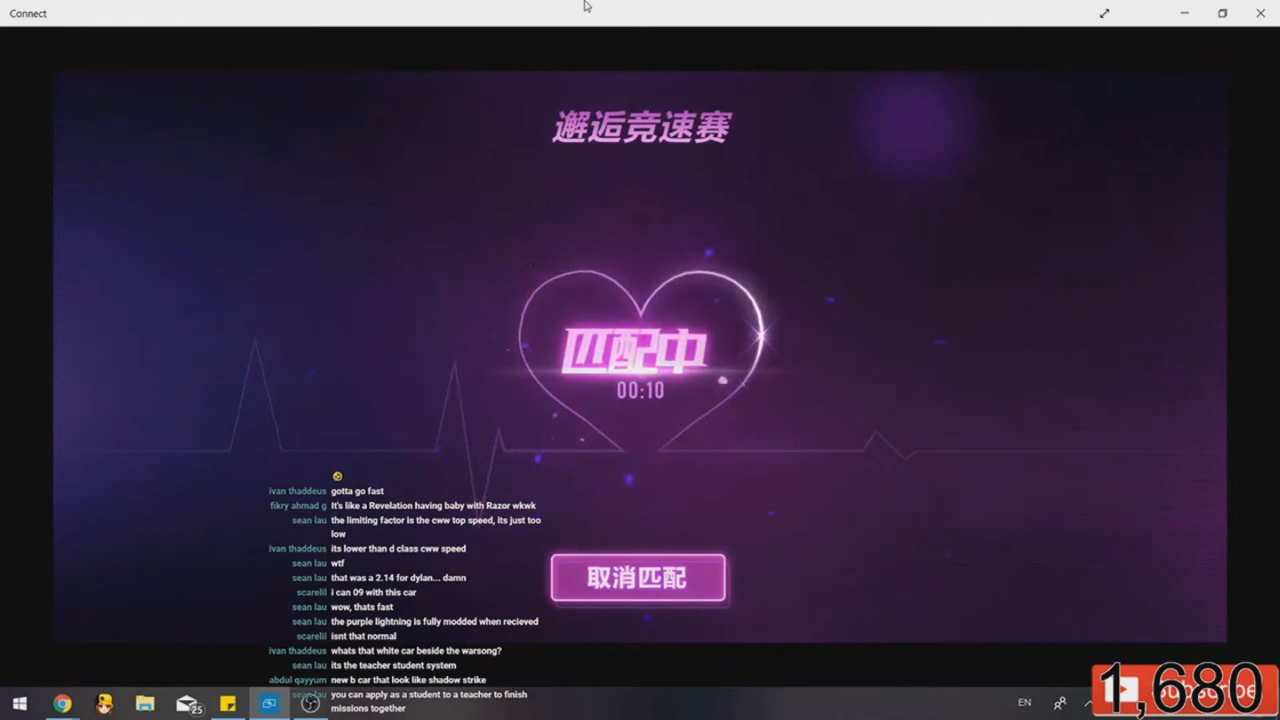 Connect
邂逅竞速赛
匹配中
00:10
ivan thaddeus gotta go fast
fikry ahmad g It's like a Revelation having baby with Razor wkwk
sean lau the limiting factor is the cww top speed, its just too
low
ivan thaddeus its lower than d class cww speed
sean lau wtf
sean lau that was a 2.14 for dylan... damn
scarelil i can 09 with this car
sean lau wow, thats fast
sean lau the purple lightning is fully modded when recieved
scarelil isnt that normal
ivan thaddeus whats that white car beside the warsong?
sean lau its the teacher student system
abdul qayyum new b car that look like shadow strike
sean lau you can apply as a student to a teacher to finish
missions together
取消匹配
25
EN
1,680